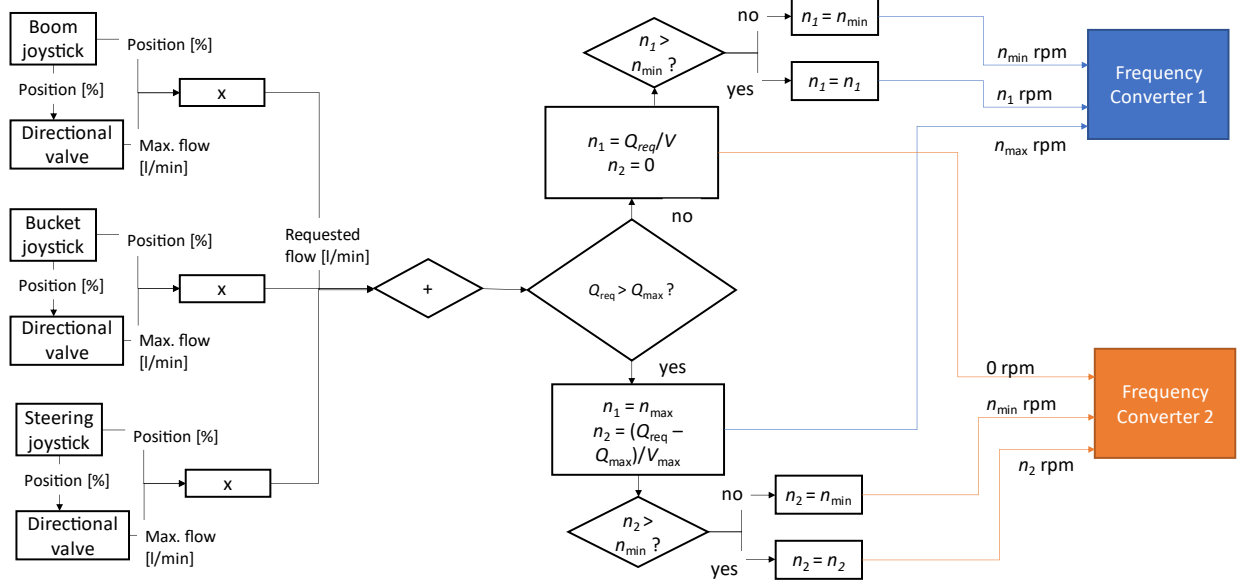 Boom
joystick
Position [%]
Position [%]
Directional
valve
Max. flow
[l/min]
x
Bucket
joystick
Position [%]
Position [%]
Directional
valve
Max. flow
[l/min]
x
Steering
joystick
Position [%]
Position [%]
Directional
valve
Max. flow
[l/min]
x
Requested
flow [l/min]
+
Qreq > Qmax ?
no
n1 = Qreq/V
n2 = 0
n1 >
nmin ?
no
n1 = nmin
yes
n1 = n1
nmin rpm
n1 rpm
nmax rpm
Frequency
Converter 1
yes
n1 = nmax
n2 = (Qreq –
Qmax)/Vmax
n2 >
nmin ?
no
n2 = nmin
yes
n2 = n2
0 rpm
nmin rpm
n2 rpm
Frequency
Converter 2